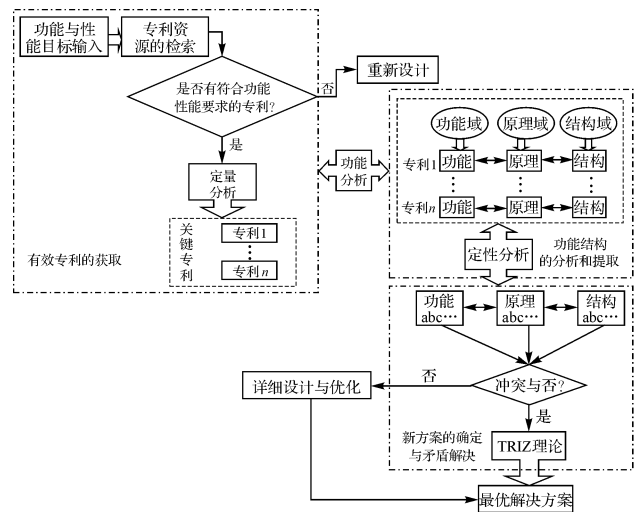 功能与性
能目标输入
专利资
源的检索
是否有符合功能
性能要求的专利?
否
重新设计
是
定量
分析
关
键
专
利
专利1
专利n
有效专利的获取
功能
分析
功能域
原理域
结构域
专利1
功能
原理
结构
专利n
功能
原理
结构
定性分析
功能结构
的分析和提取
功能
abc…
原理
abc…
结构
abc…
冲突与否?
否
详细设计与优化
是
新方案的确定
与矛盾解决
TRIZ理论
最优解决方案